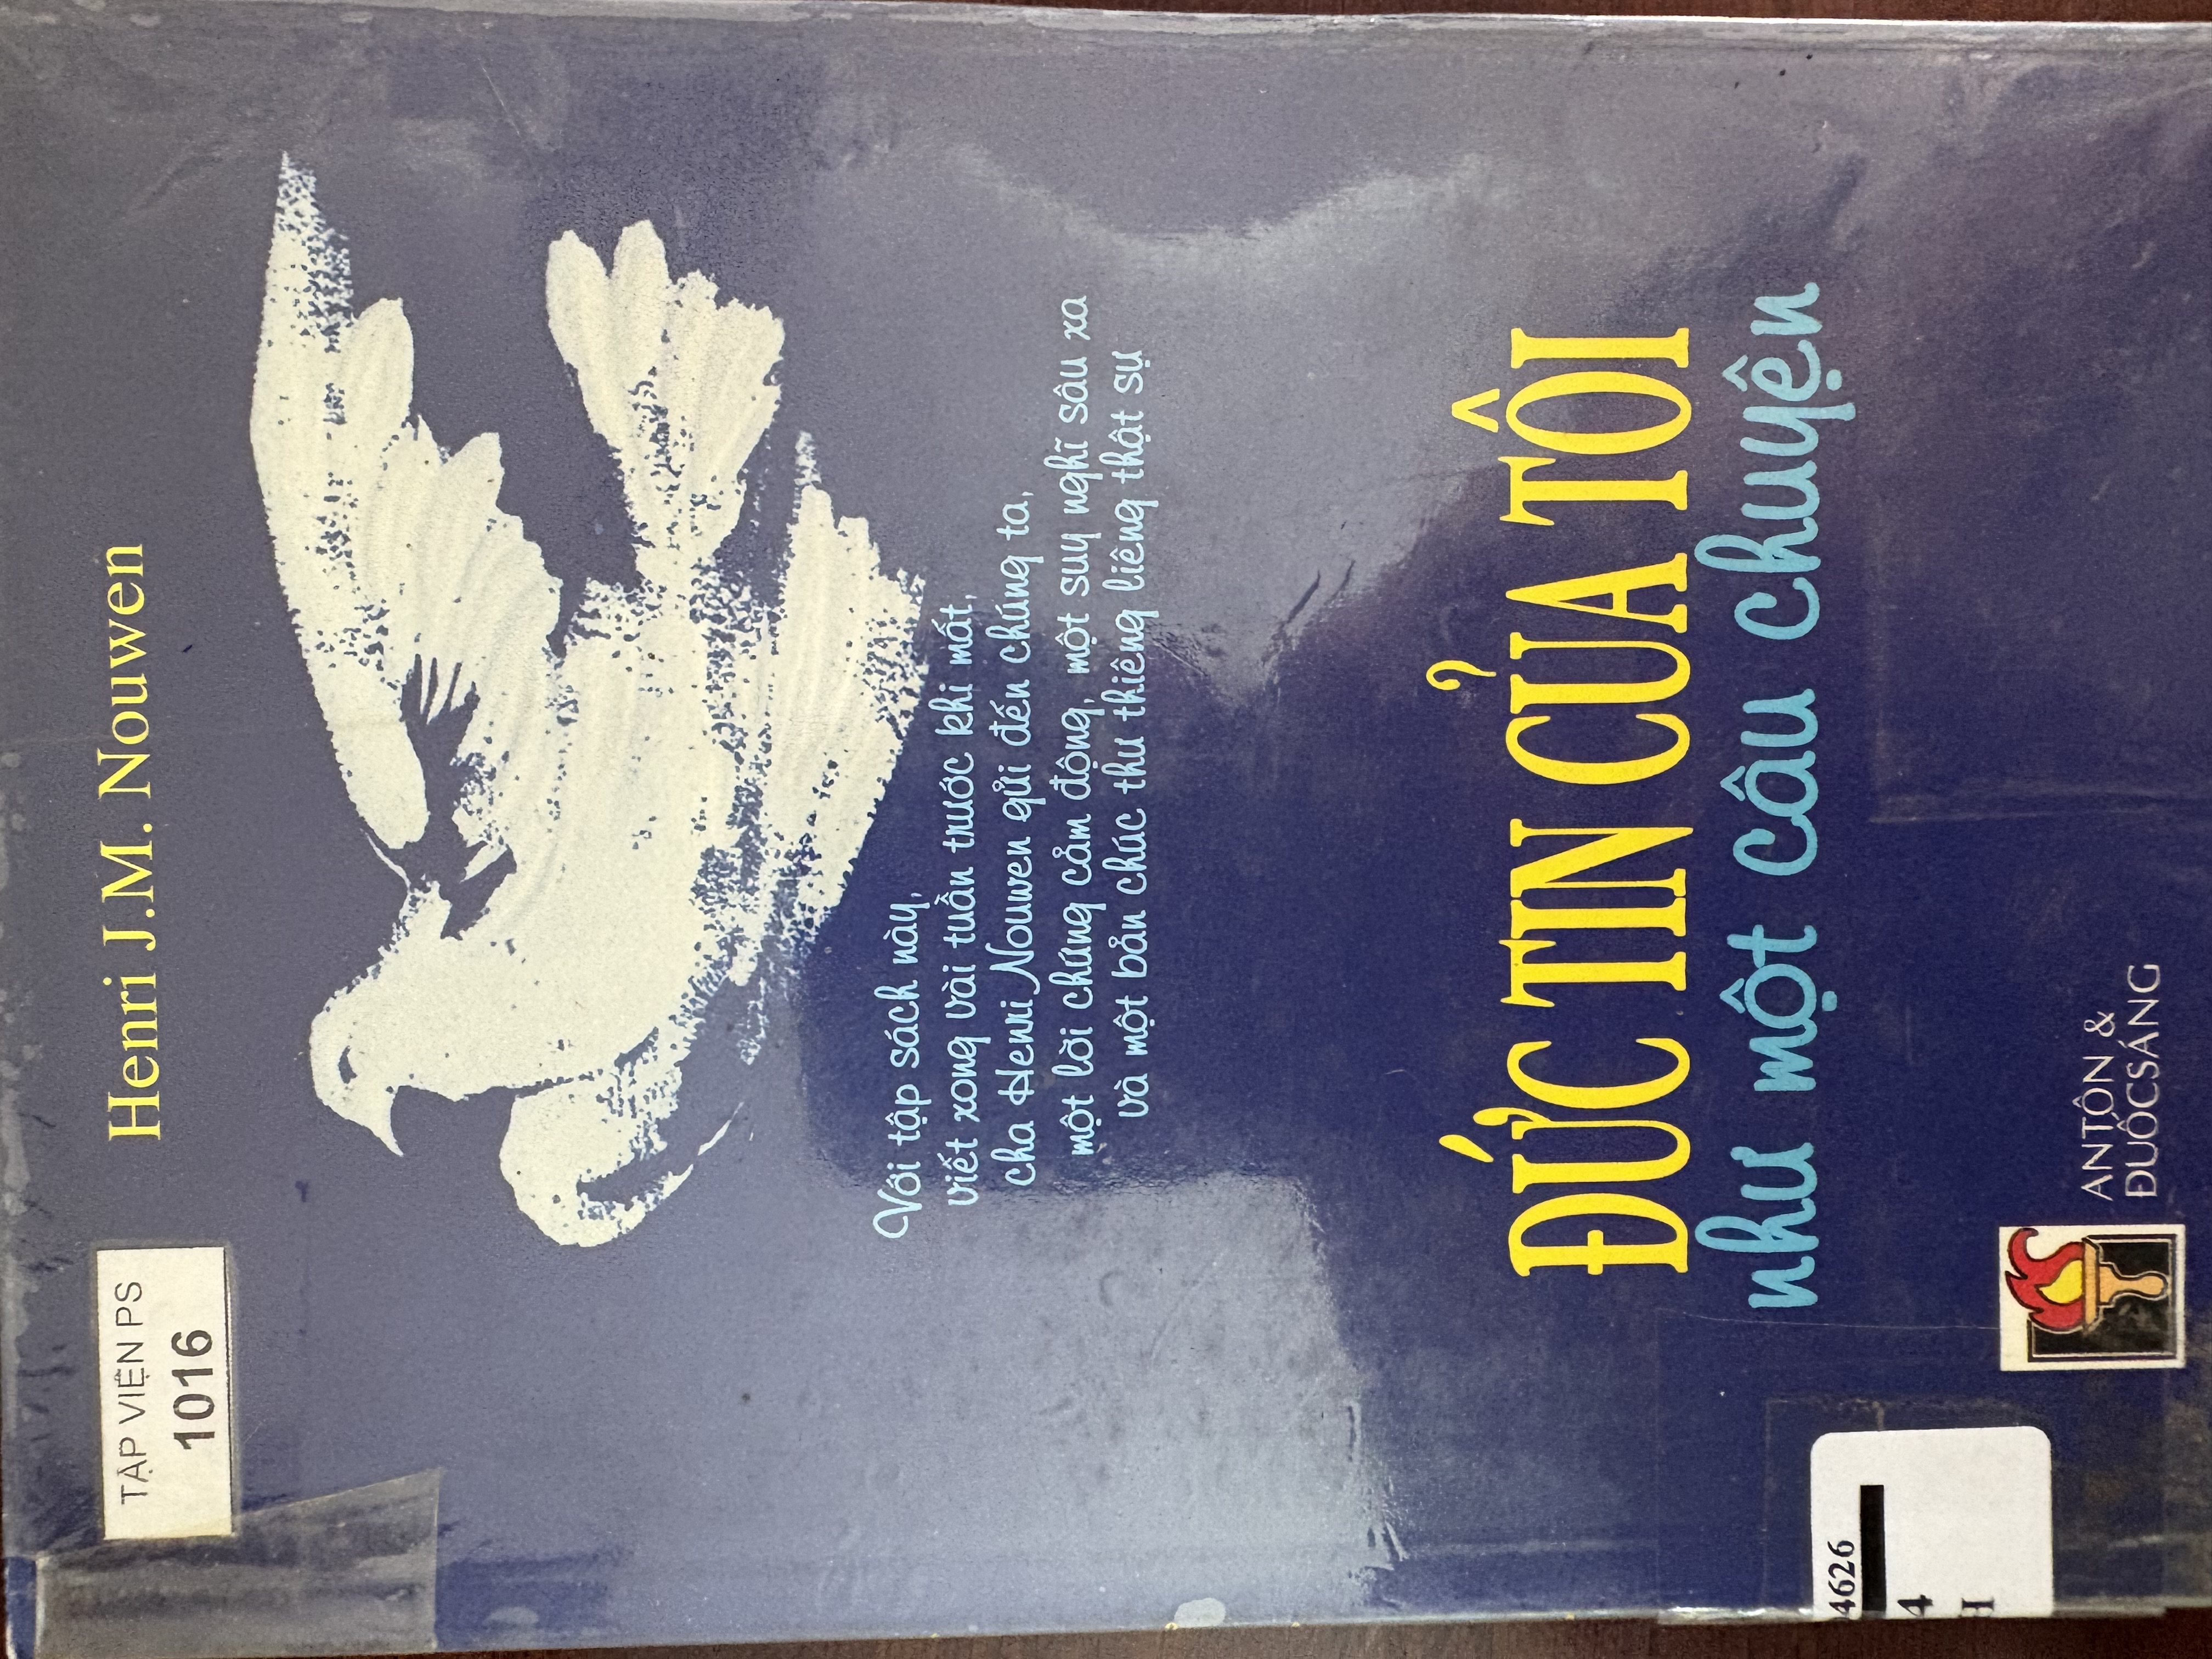 TẬP VIỆN PS
1016
Henri J.M. Nouwen
Với tập sách này,
viết xong vài tuần trước khi mất,
cha Henri Nouwen gửi đến chúng ta,
một lời chứng cảm động, một suy nghĩ sâu xa
và một bản chúc thư thiêng liêng thật sự
ĐỨC TIN CỦA TÔI
như một câu chuyện
4626
4
H
ANTÔN &
ĐUỐCSÁNG